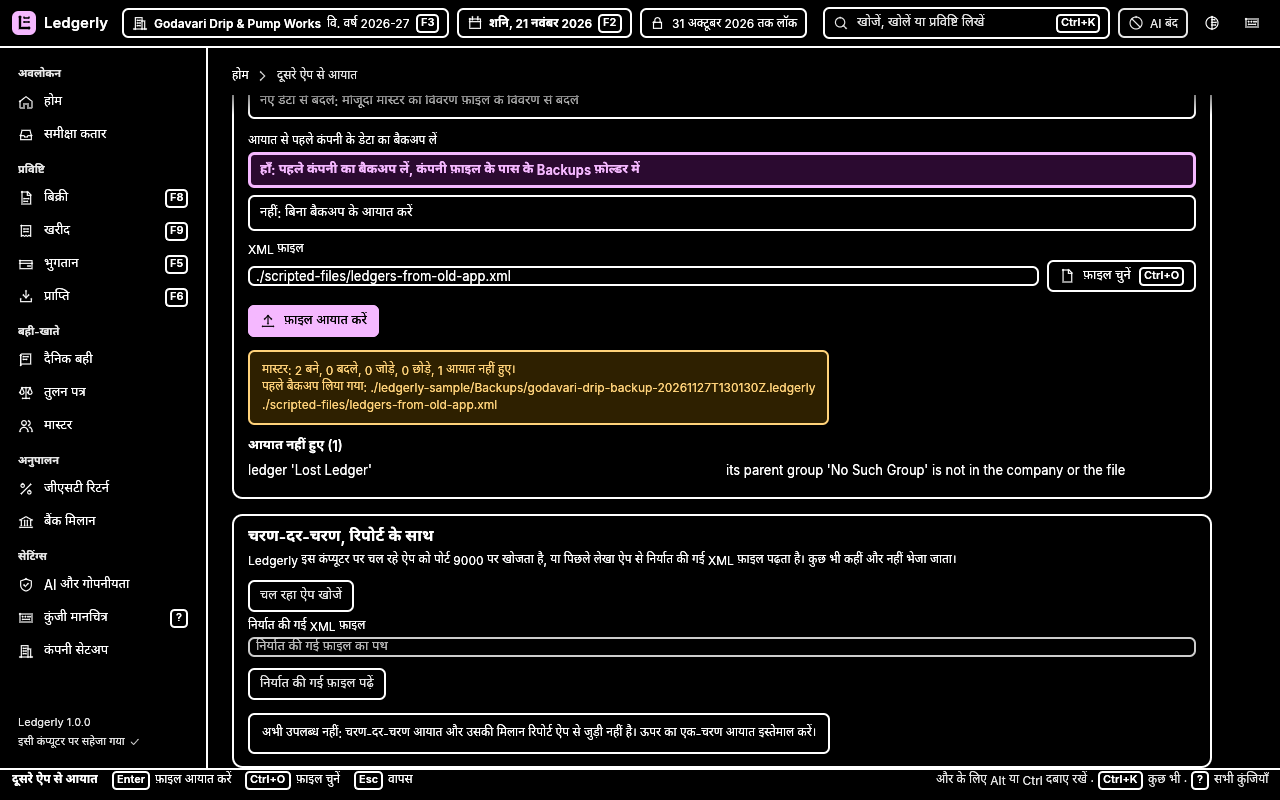 Ledgerly
Godavari Drip & Pump Works वि. वर्ष 2026-27 F3
शनि, 21 नवंबर 2026 F2
31 अक्टूबर 2026 तक लॉक
खोजें, खोलें या प्रविष्टि लिखें Ctrl+K
AI बंद
अवलोकन
होम
समीक्षा कतार
प्रविष्टि
बिक्री F8
खरीद F9
भुगतान F5
प्राप्ति F6
बही-खाते
दैनिक बही
तुलन पत्र
मास्टर
अनुपालन
जीएसटी रिटर्न
बैंक मिलान
सेटिंग्स
AI और गोपनीयता
कुंजी मानचित्र ?
कंपनी सेटअप
Ledgerly 1.0.0
इसी कंप्यूटर पर सहेजा गया
होम
दूसरे ऐप से आयात
नए डेटा से बदलें: मौजूदा मास्टर का विवरण फ़ाइल के विवरण से बदलें
आयात से पहले कंपनी के डेटा का बैकअप लें
हाँ: पहले कंपनी का बैकअप लें, कंपनी फ़ाइल के पास के Backups फ़ोल्डर में
नहीं: बिना बैकअप के आयात करें
XML फ़ाइल
./scripted-files/ledgers-from-old-app.xml
फ़ाइल चुनें Ctrl+O
फ़ाइल आयात करें
मास्टर: 2 बने, 0 बदले, 0 जोड़े, 0 छोड़े, 1 आयात नहीं हुए।
पहले बैकअप लिया गया: ./ledgerly-sample/Backups/godavari-drip-backup-20261127T130130Z.ledgerly
./scripted-files/ledgers-from-old-app.xml
आयात नहीं हुए (1)
ledger 'Lost Ledger' its parent group 'No Such Group' is not in the company or the file
चरण-दर-चरण, रिपोर्ट के साथ
Ledgerly इस कंप्यूटर पर चल रहे ऐप को पोर्ट 9000 पर खोजता है, या पिछले लेखा ऐप से निर्यात की गई XML फ़ाइल पढ़ता है। कुछ भी कहीं और नहीं भेजा जाता।
चल रहा ऐप खोजें
निर्यात की गई XML फ़ाइल
निर्यात की गई फ़ाइल का पथ
निर्यात की गई फ़ाइल पढ़ें
अभी उपलब्ध नहीं: चरण-दर-चरण आयात और उसकी मिलान रिपोर्ट ऐप से जुड़ी नहीं है। ऊपर का एक-चरण आयात इस्तेमाल करें।
दूसरे ऐप से आयात Enter फ़ाइल आयात करें Ctrl+O फ़ाइल चुनें Esc वापस
और के लिए Alt या Ctrl दबाए रखें · Ctrl+K कुछ भी · ? सभी कुंजियाँ